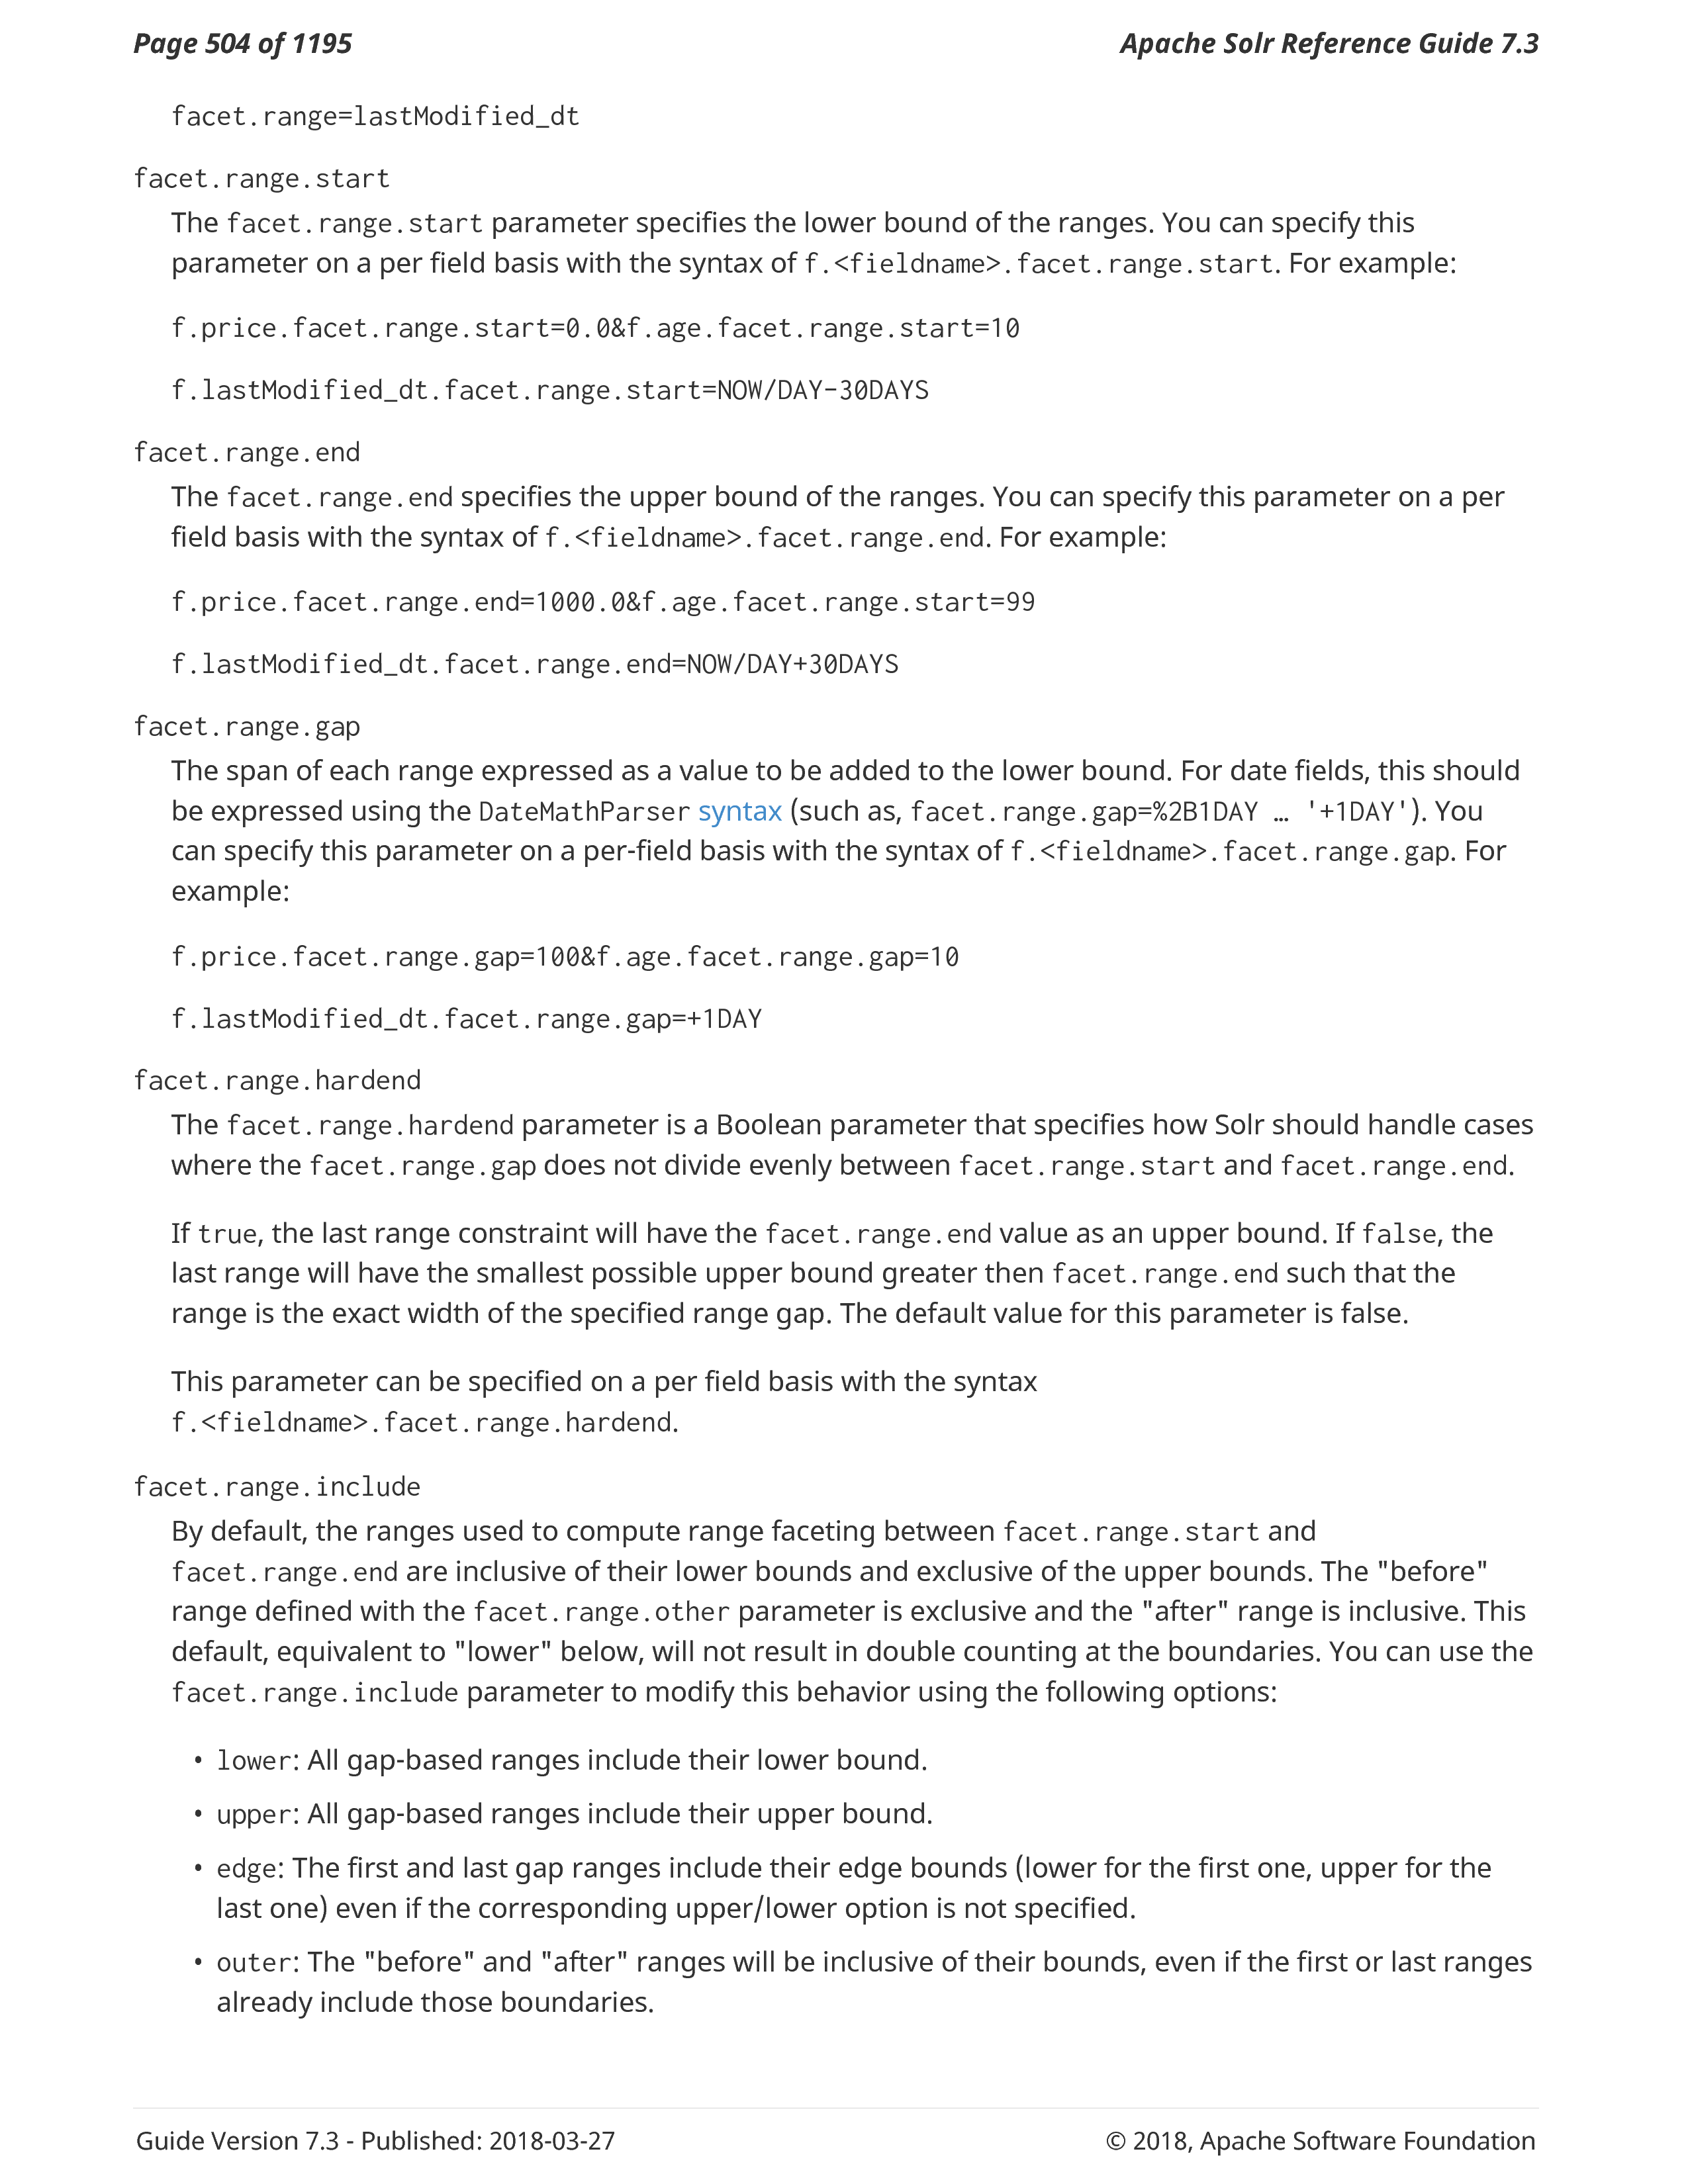 Page 504 of 1195
Apache Solr Reference Guide 7.3
facet.range=lastModified_dt
facet.range.start
The facet.range.start parameter specifies the lower bound of the ranges. You can specify this
parameter on a per field basis with the syntax of f.<fieldname>.facet.range.start. For example:
f.price.facet.range.start=0.0&f.age.facet.range.start=10
f.lastModified_dt.facet.range.start=NOW/DAY-30DAYS
facet.range.end
The facet.range.end specifies the upper bound of the ranges. You can specify this parameter on a per
field basis with the syntax of f.<fieldname>.facet.range.end. For example:
f.price.facet.range.end=1000.0&f.age.facet.range.start=99
f.lastModified_dt.facet.range.end=NOW/DAY+30DAYS
facet.range.gap
The span of each range expressed as a value to be added to the lower bound. For date fields, this should
be expressed using the DateMathParser syntax (such as, facet.range.gap=%2B1DAY … '+1DAY'). You
can specify this parameter on a per-field basis with the syntax of f.<fieldname>.facet.range.gap. For
example:
f.price.facet.range.gap=100&f.age.facet.range.gap=10
f.lastModified_dt.facet.range.gap=+1DAY
facet.range.hardend
The facet.range.hardend parameter is a Boolean parameter that specifies how Solr should handle cases
where the facet.range.gap does not divide evenly between facet.range.start and facet.range.end.
If true, the last range constraint will have the facet.range.end value as an upper bound. If false, the
last range will have the smallest possible upper bound greater then facet.range.end such that the
range is the exact width of the specified range gap. The default value for this parameter is false.
This parameter can be specified on a per field basis with the syntax
f.<fieldname>.facet.range.hardend.
facet.range.include
By default, the ranges used to compute range faceting between facet.range.start and
facet.range.end are inclusive of their lower bounds and exclusive of the upper bounds. The "before"
range defined with the facet.range.other parameter is exclusive and the "after" range is inclusive. This
default, equivalent to "lower" below, will not result in double counting at the boundaries. You can use the
facet.range.include parameter to modify this behavior using the following options:
• lower: All gap-based ranges include their lower bound.
• upper: All gap-based ranges include their upper bound.
• edge: The first and last gap ranges include their edge bounds (lower for the first one, upper for the
last one) even if the corresponding upper/lower option is not specified.
• outer: The "before" and "after" ranges will be inclusive of their bounds, even if the first or last ranges
already include those boundaries.
Guide Version 7.3 - Published: 2018-03-27
© 2018, Apache Software Foundation